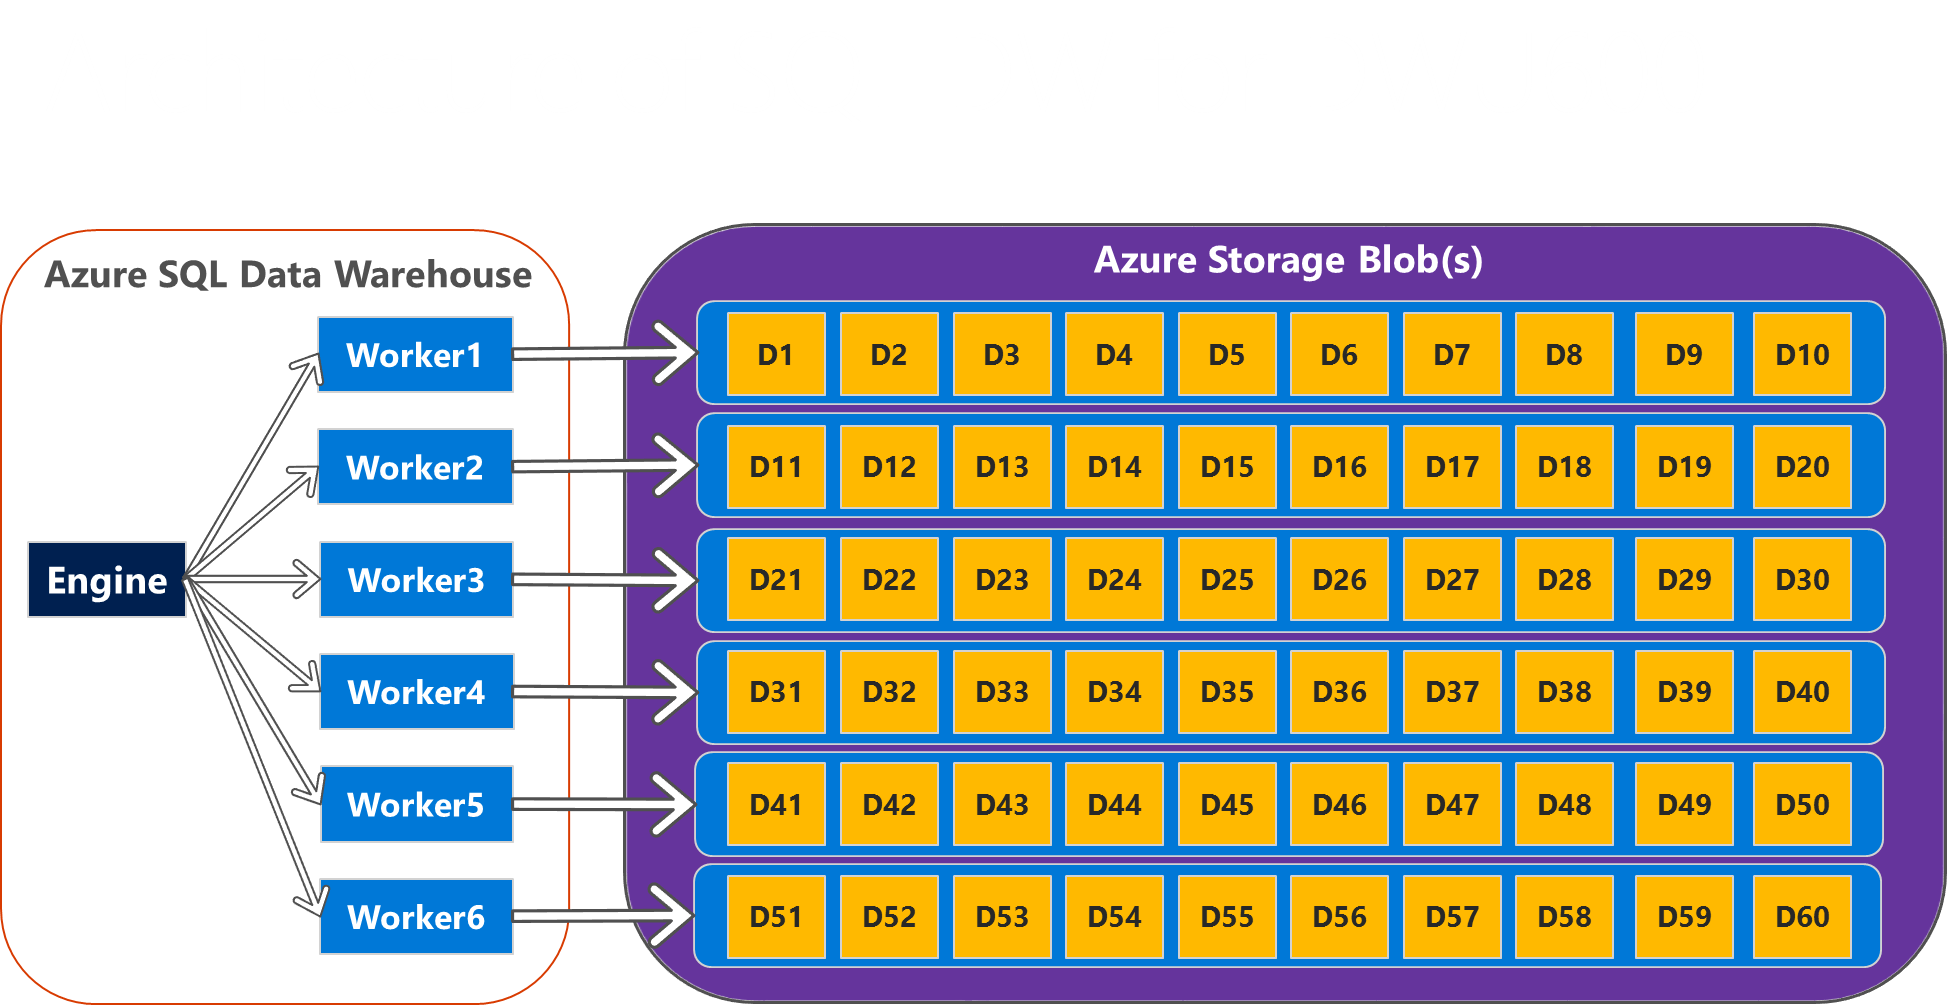 Azure SQL Data Warehouse
Azure Storage Blob(s)
Worker1
D1 D2 D3 D4 D5 D6 D7 D8 D9 D10
Worker2
D11 D12 D13 D14 D15 D16 D17 D18 D19 D20
Engine
Worker3
D21 D22 D23 D24 D25 D26 D27 D28 D29 D30
Worker4
D31 D32 D33 D34 D35 D36 D37 D38 D39 D40
Worker5
D41 D42 D43 D44 D45 D46 D47 D48 D49 D50
Worker6
D51 D52 D53 D54 D55 D56 D57 D58 D59 D60